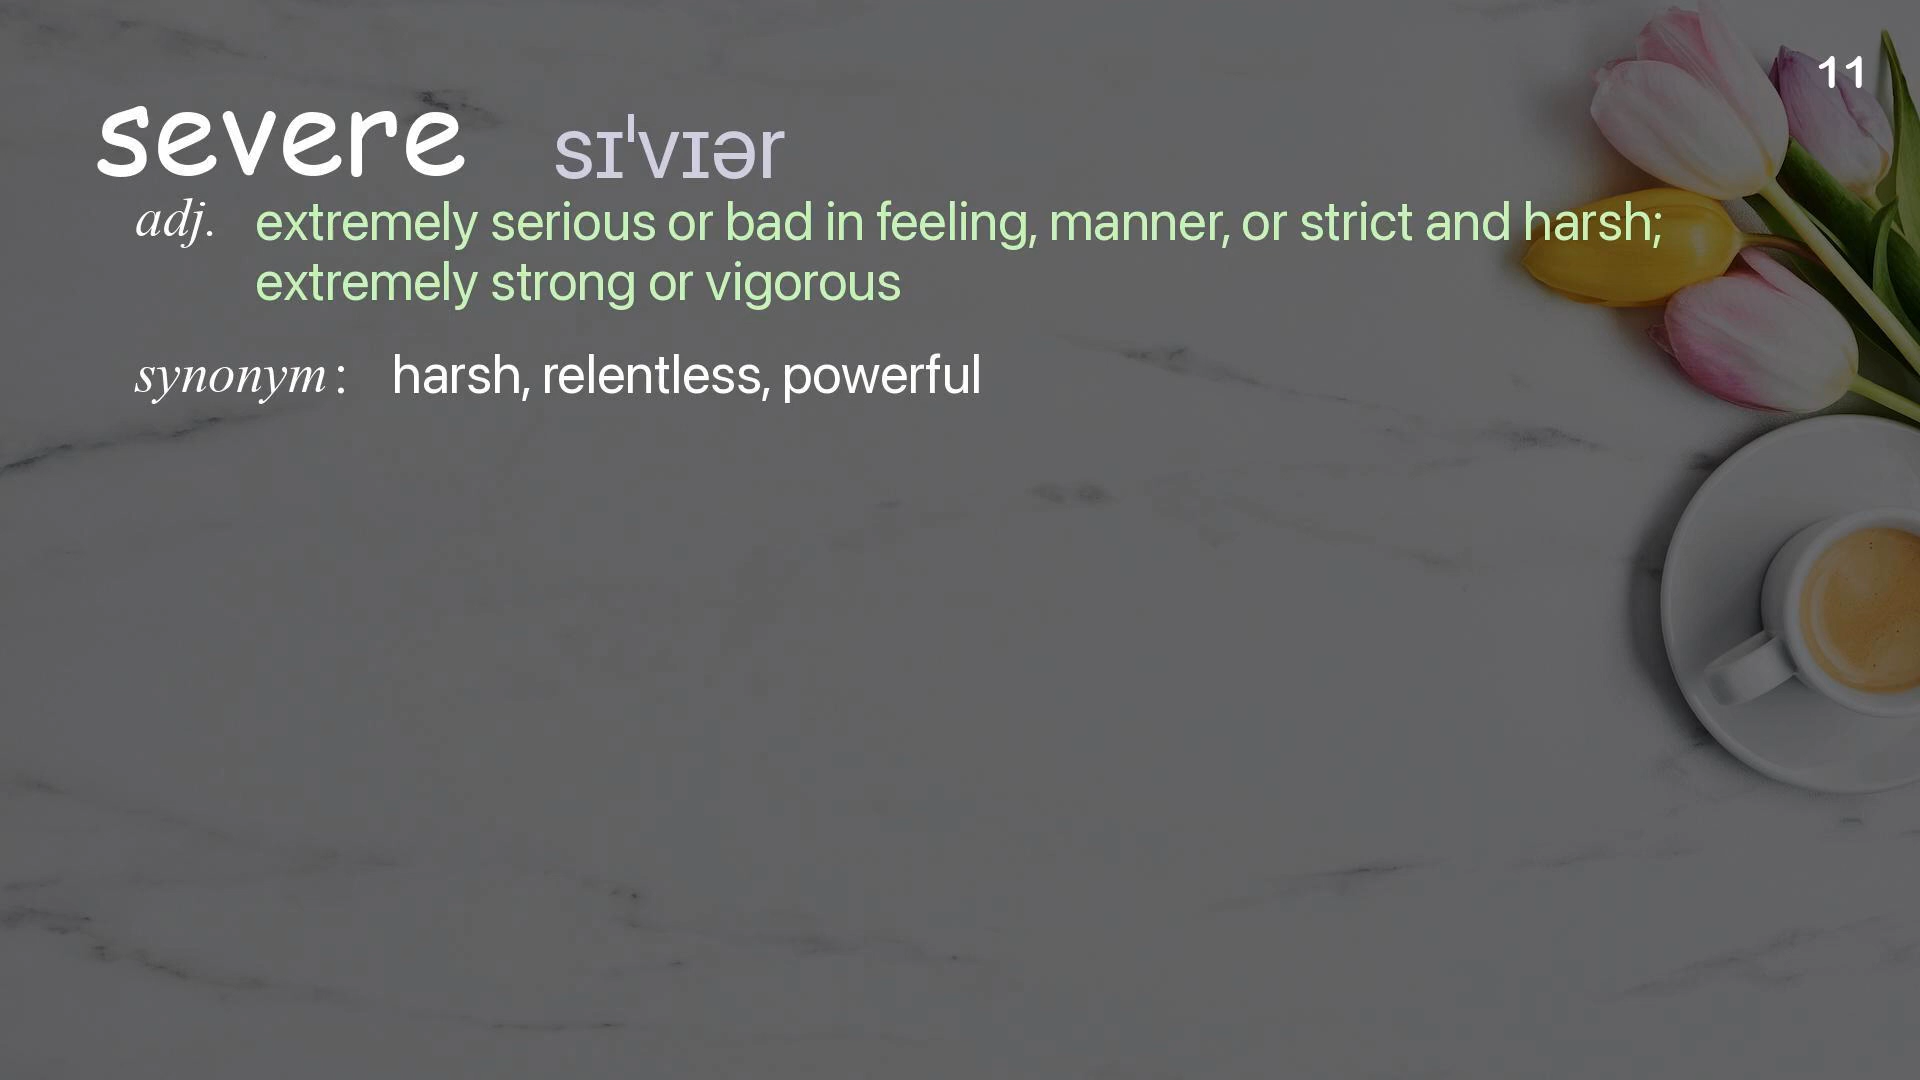 11
severe sɪˈvɪər
adj. extremely serious or bad in feeling, manner, or strict and harsh;
extremely strong or vigorous
synonym : harsh, relentless, powerful